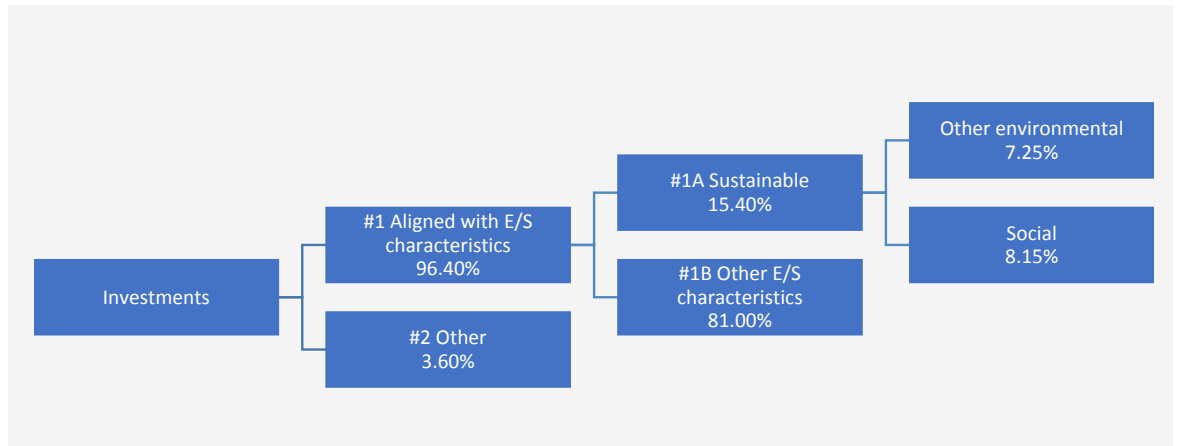 Investments
#1 Aligned with E/S
characteristics
96.40%
#2 Other
3.60%
#1A Sustainable
15.40%
#1B Other E/S
characteristics
81.00%
Other environmental
7.25%
Social
8.15%